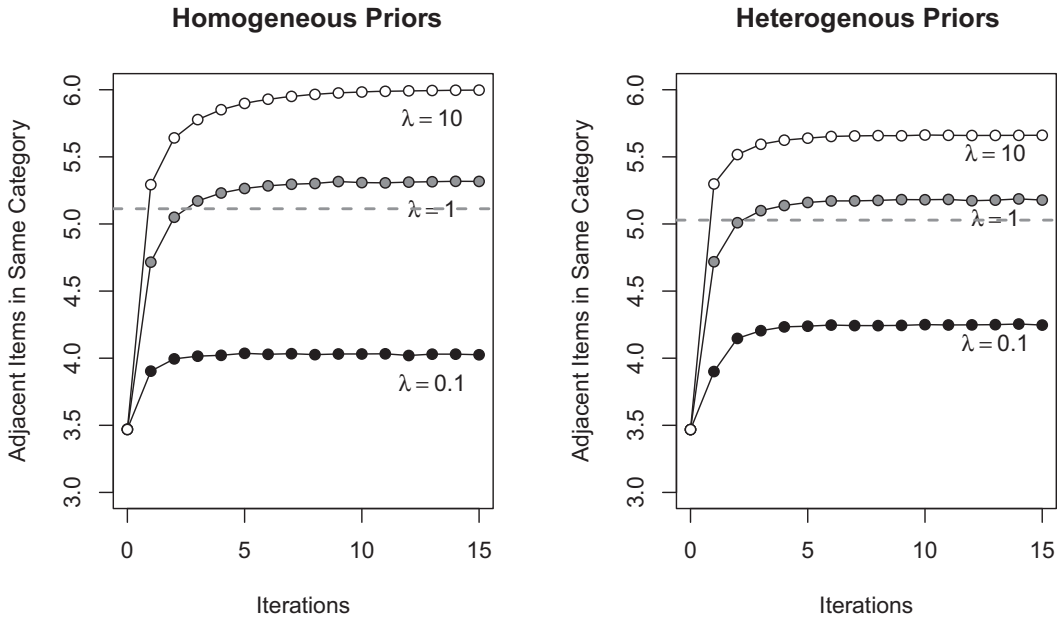 Homogeneous Priors
Adjacent Items in Same Category
6.0
5.5
5.0
4.5
4.0
3.5
3.0
λ = 10
λ = 1
λ = 0.1
0 5 10 15
Iterations
Heterogenous Priors
Adjacent Items in Same Category
6.0
5.5
5.0
4.5
4.0
3.5
3.0
λ = 10
λ = 1
λ = 0.1
0 5 10 15
Iterations